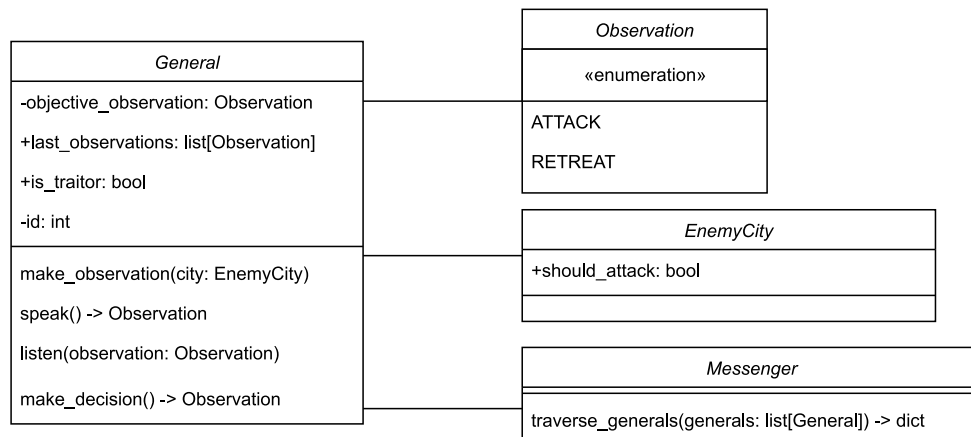 General
-objective_observation: Observation
+last_observations: list[Observation]
+is_traitor: bool
-id: int
make_observation(city: EnemyCity)
speak() -> Observation
listen(observation: Observation)
make_decision() -> Observation
Observation
«enumeration»
ATTACK
RETREAT
EnemyCity
+should_attack: bool
Messenger
traverse_generals(generals: list[General]) -> dict